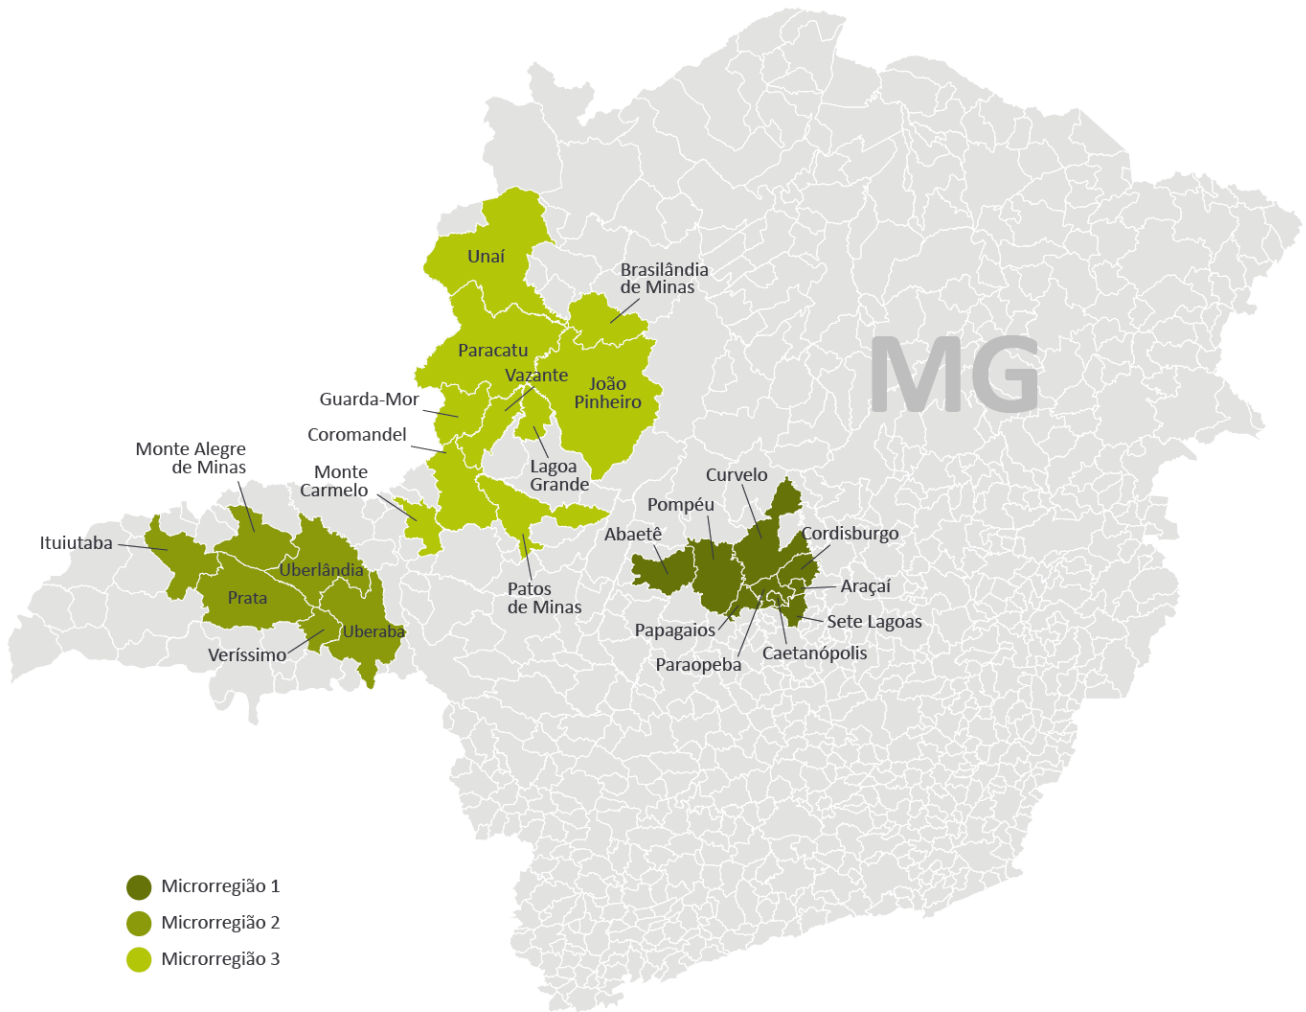 Unaí
Brasilândia
de Minas
MG
Paracatu
Vazante
João
Pinheiro
Guarda-Mor
Coromandel
Monte Alegre
de Minas
Monte
Carmelo
Lagoa
Grande
Curvelo
Pompéu
Abaetê
Cordisburgo
Ituiutaba
Uberlândia
Prata
Patos
de Minas
Araçaí
Sete Lagoas
Papagaios
Uberaba
Veríssimo
Paraopeba
Caetanópolis
Microrregião 1
Microrregião 2
Microrregião 3